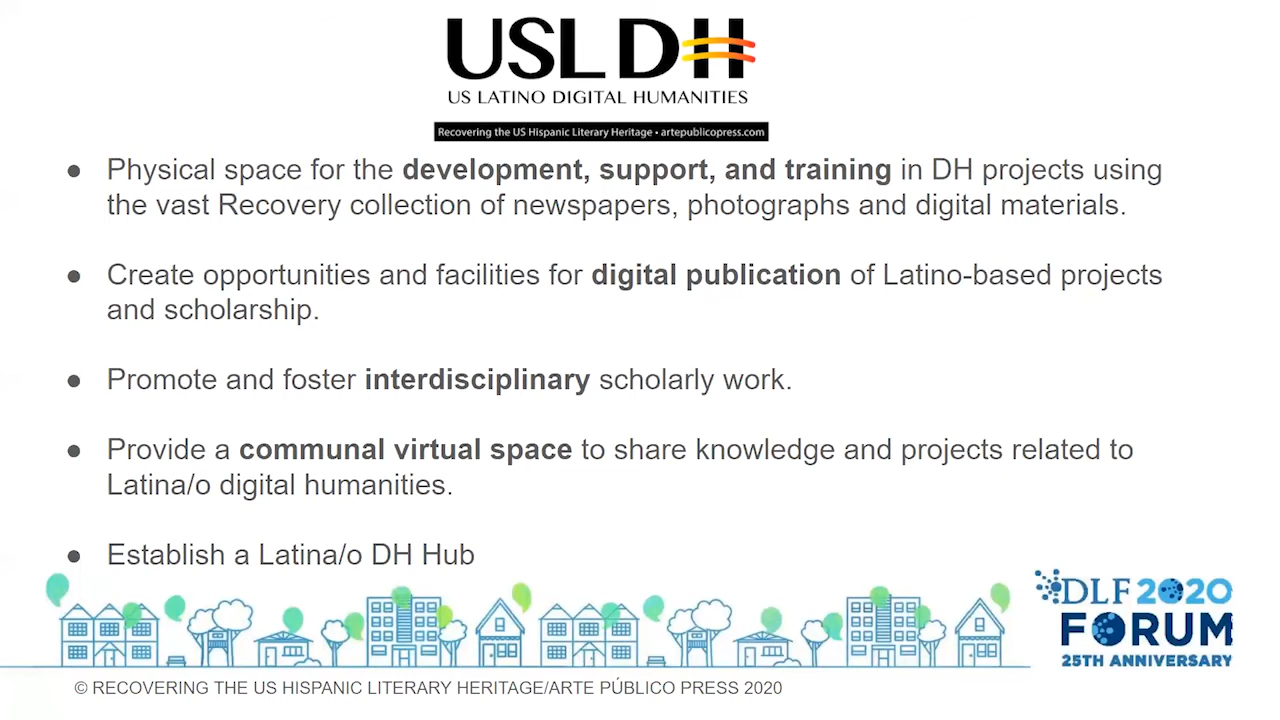 USLDH
US LATINO DIGITAL HUMANITIES
Recovering the US Hispanic Literary Heritage • artepublicopress.com
● Physical space for the development, support, and training in DH projects using
the vast Recovery collection of newspapers, photographs and digital materials.
● Create opportunities and facilities for digital publication of Latino-based projects
and scholarship.
● Promote and foster interdisciplinary scholarly work.
● Provide a communal virtual space to share knowledge and projects related to
Latina/o digital humanities.
● Establish a Latina/o DH Hub
DLF 2020
FORUM
25TH ANNIVERSARY
© RECOVERING THE US HISPANIC LITERARY HERITAGE/ARTE PÚBLICO PRESS 2020